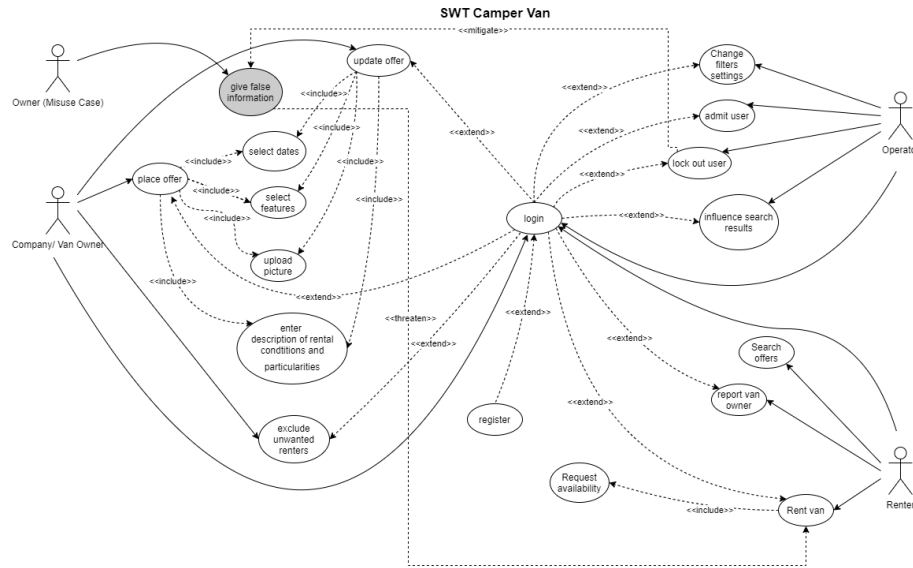 SWT Camper Van
<<mitigate>>
update offer
Change
filters
settings
Owner (Misuse Case)
give false
information
<<include>>
<<extend>>
admit user
<<include>>
<<extend>>
<<extend>>
Operato
select dates
<<include>>
<<include>>
lock out user
<<extend>>
place offer
<<include>>
select
features
<<include>>
<<include>>
login
<<extend>>
influence search
results
Company/ Van Owner
upload
picture
<<include>>
<<extend>>
<<threaten>>
<<extend>>
enter
description of rental
condtitions and
particularities
<<extend>>
<<extend>>
Search
offers
report van
owner
<<extend>>
register
exclude
unwanted
renters
Request
availability
<<include>>
Rent van
Renter